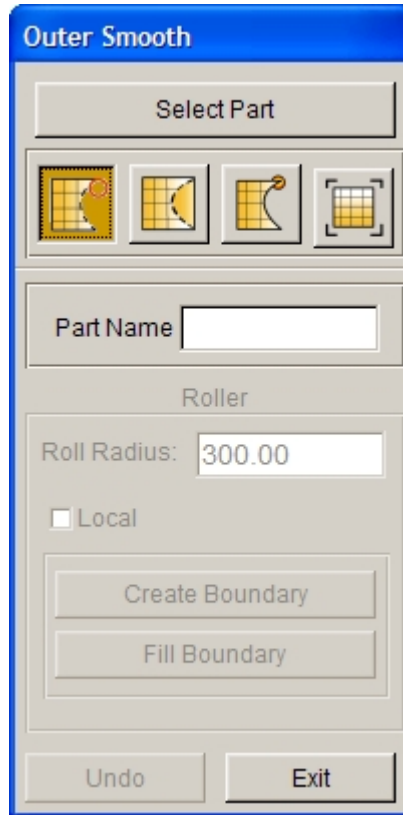 Outer Smooth
Select Part
Part Name
Roller
Roll Radius: 300.00
Local
Create Boundary
Fill Boundary
Undo Exit